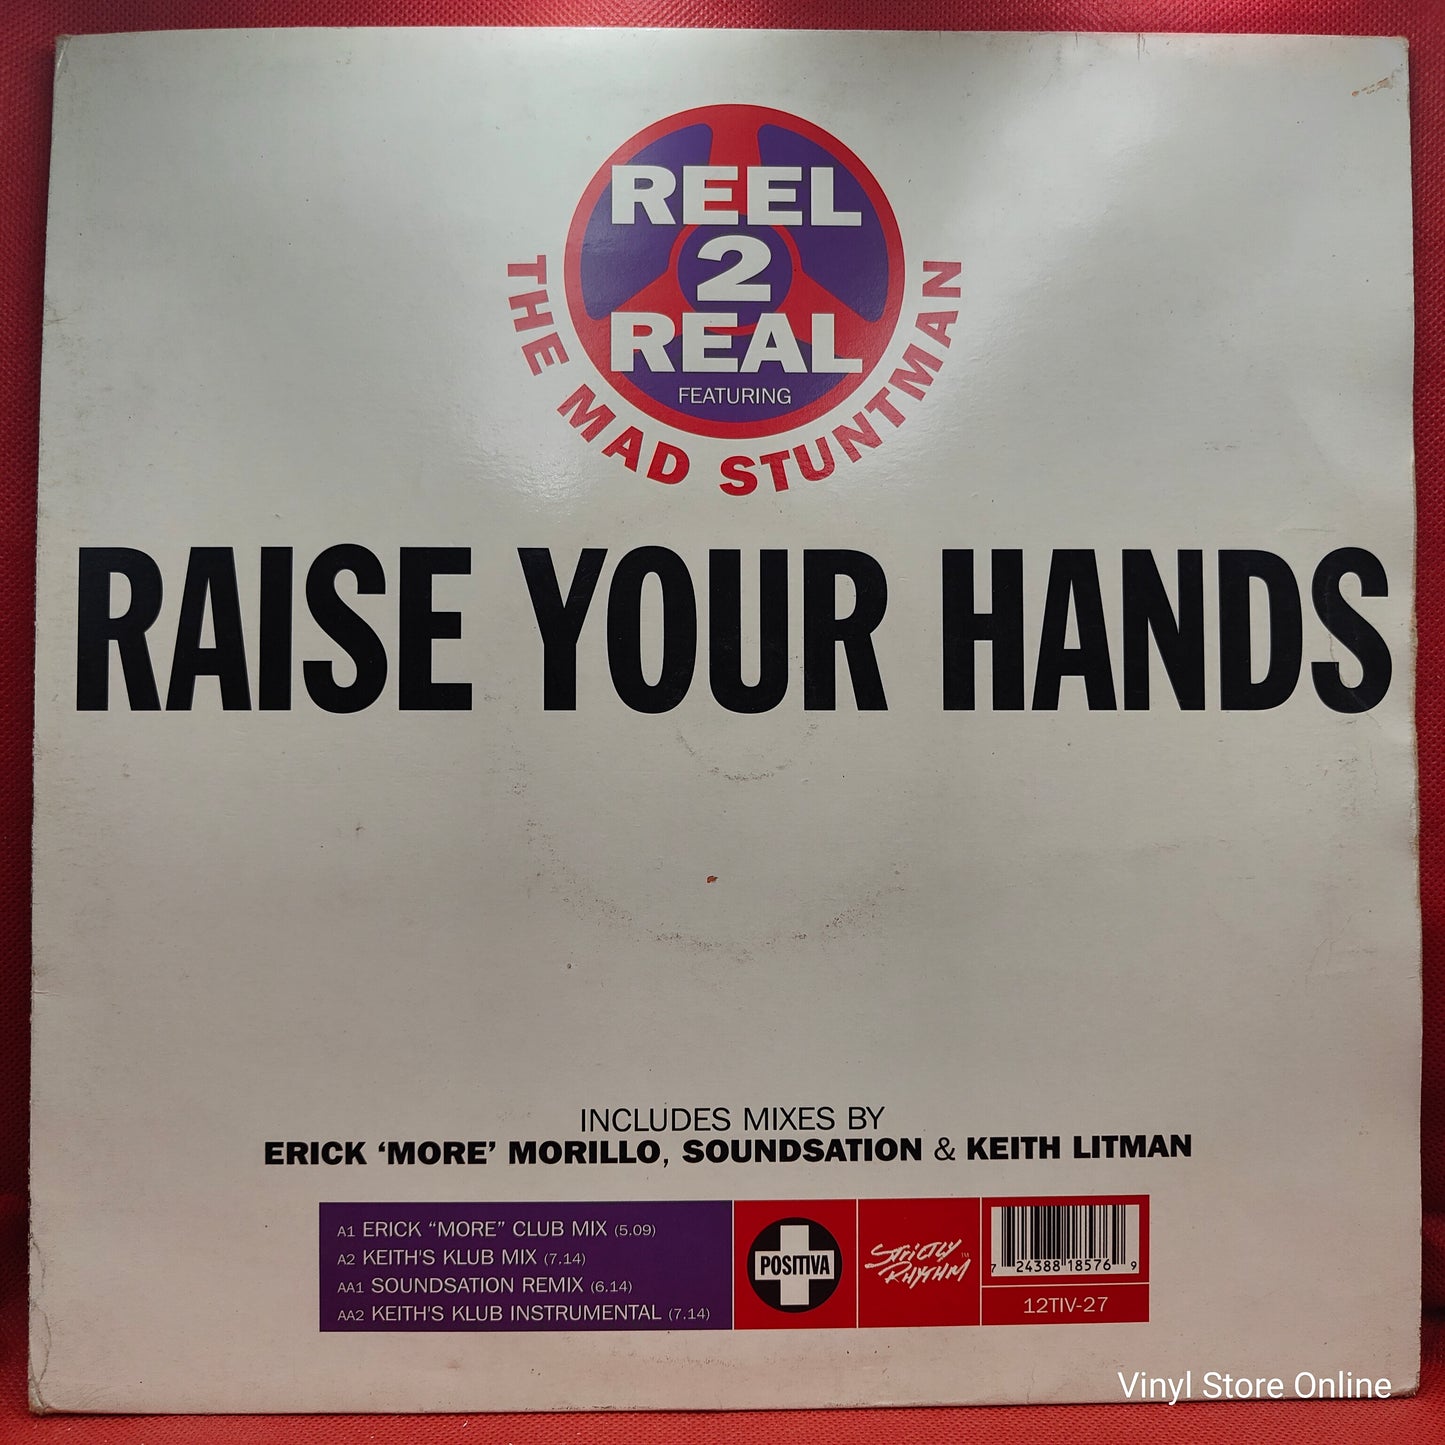 REEL
2
REAL
FEATURING
THE MAD STUNTMAN
RAISE YOUR HANDS
INCLUDES MIXES BY
ERICK ‘MORE’ MORILLO, SOUNDSATION & KEITH LITMAN
A1 ERICK “MORE” CLUB MIX (5.09)
A2 KEITH'S KLUB MIX (7.14)
AA1 SOUNDSATION REMIX (6.14)
AA2 KEITH'S KLUB INSTRUMENTAL (7.14)
POSITIVA
STRICTLY
RHYTHM™
7 24388 18576 9
12TIV-27
Vinyl Store Online